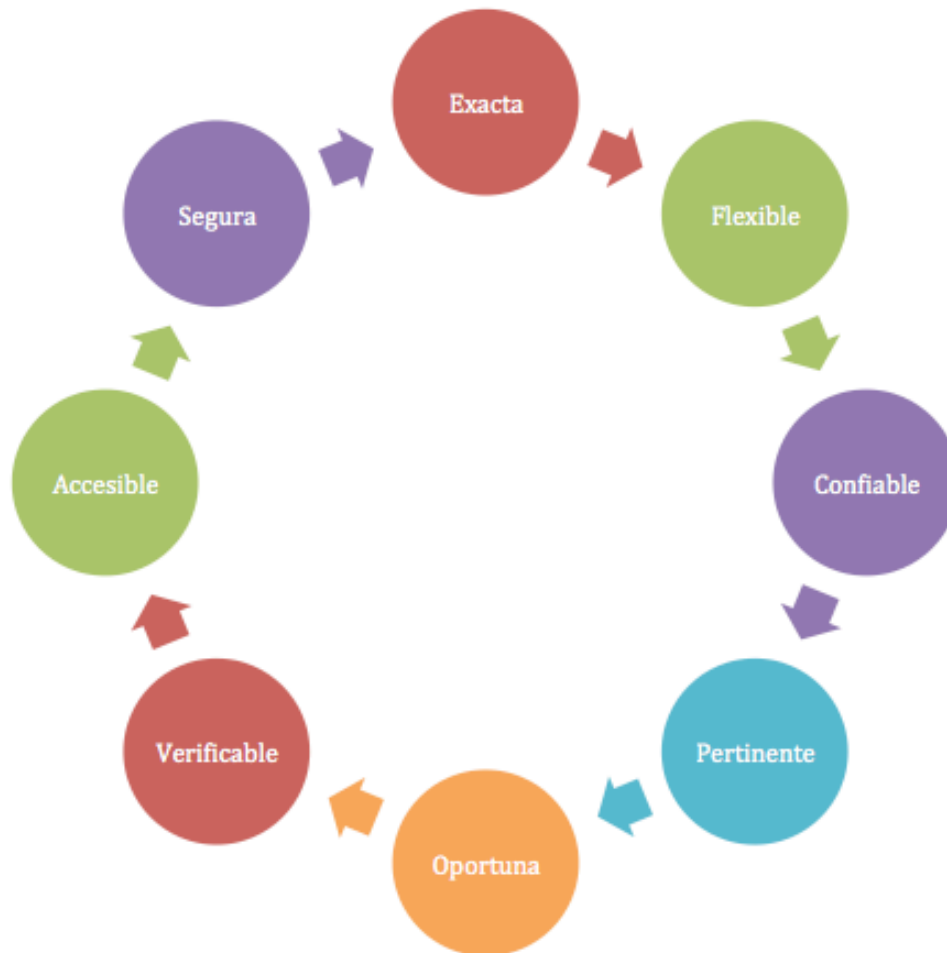 Exacta
Flexible
Confiable
Pertinente
Oportuna
Verificable
Accesible
Segura